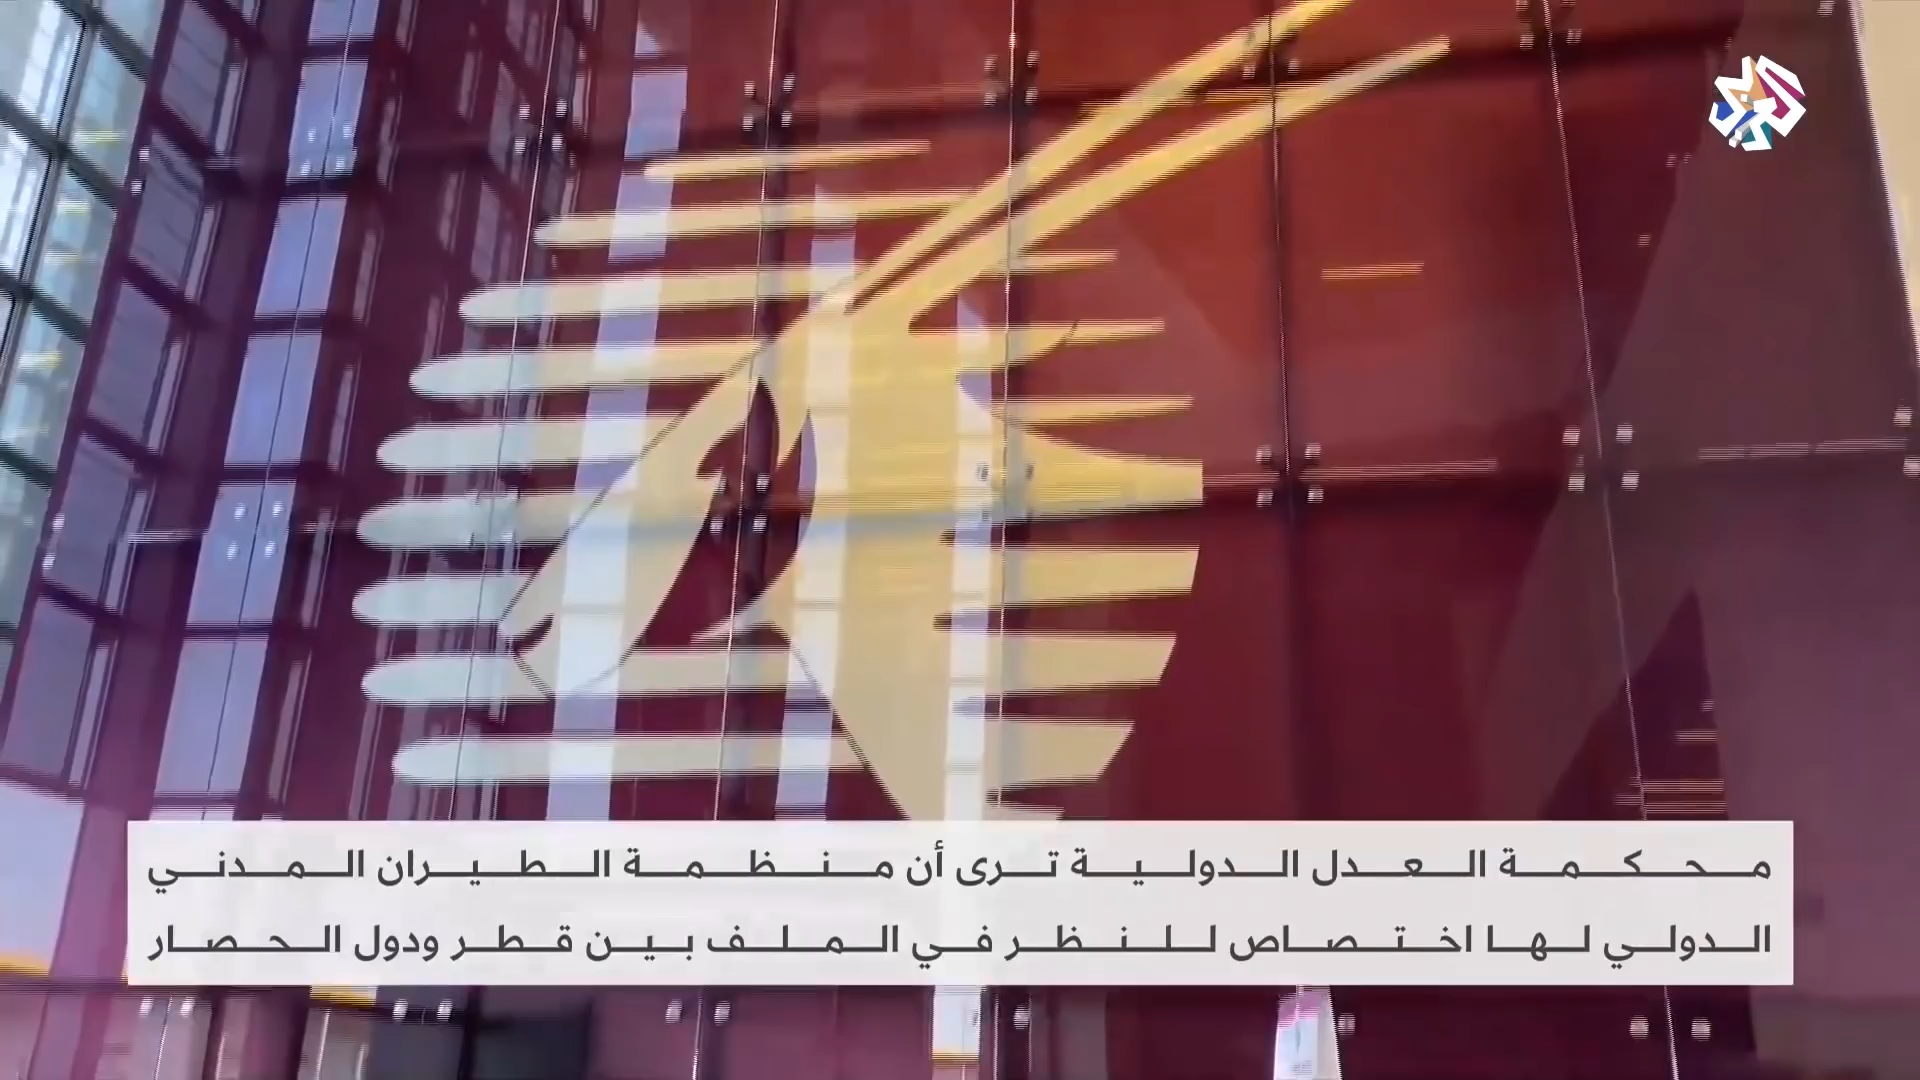 محكمة العدل الدولية ترى أن منظمة الطيران المدني
الدولي لها اختصاص للنظر في الملف بين قطر ودول الحصار